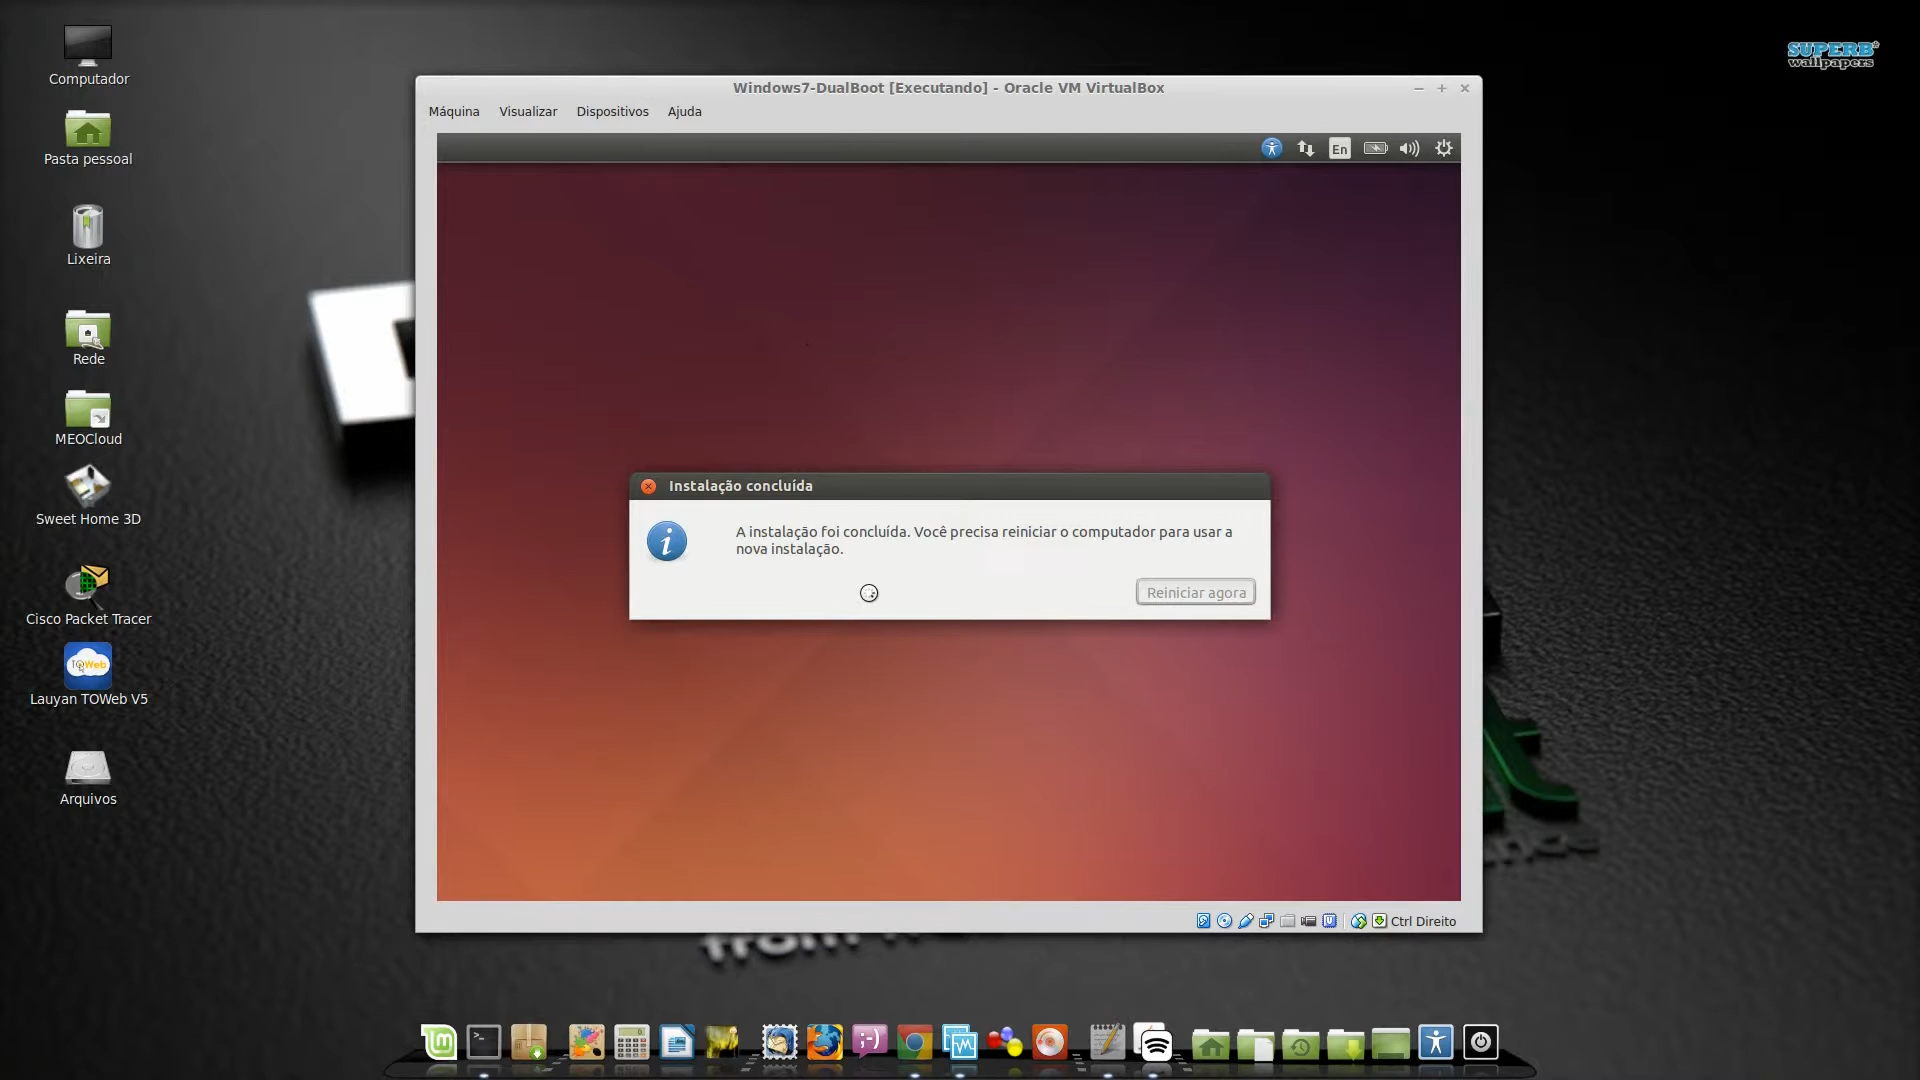 SUPERB
wallpapers
Computador
Pasta pessoal
Lixeira
Rede
MEOCloud
Sweet Home 3D
Cisco Packet Tracer
TOWeb
Lauyan TOWeb V5
Arquivos
Windows7-DualBoot [Executando] - Oracle VM VirtualBox
Máquina Visualizar Dispositivos Ajuda
En
Instalação concluída
A instalação foi concluída. Você precisa reiniciar o computador para usar a
nova instalação.
Reiniciar agora
Ctrl Direito
from